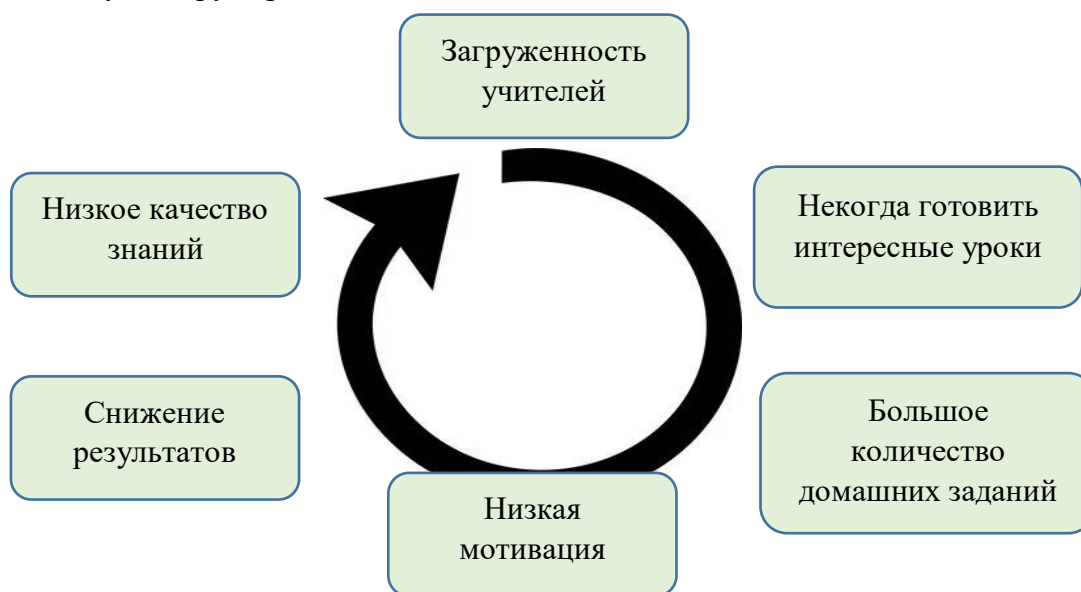 Загруженность
учителей
Некогда готовить
интересные уроки
Большое
количество
домашних заданий
Низкая
мотивация
Снижение
результатов
Низкое качество
знаний